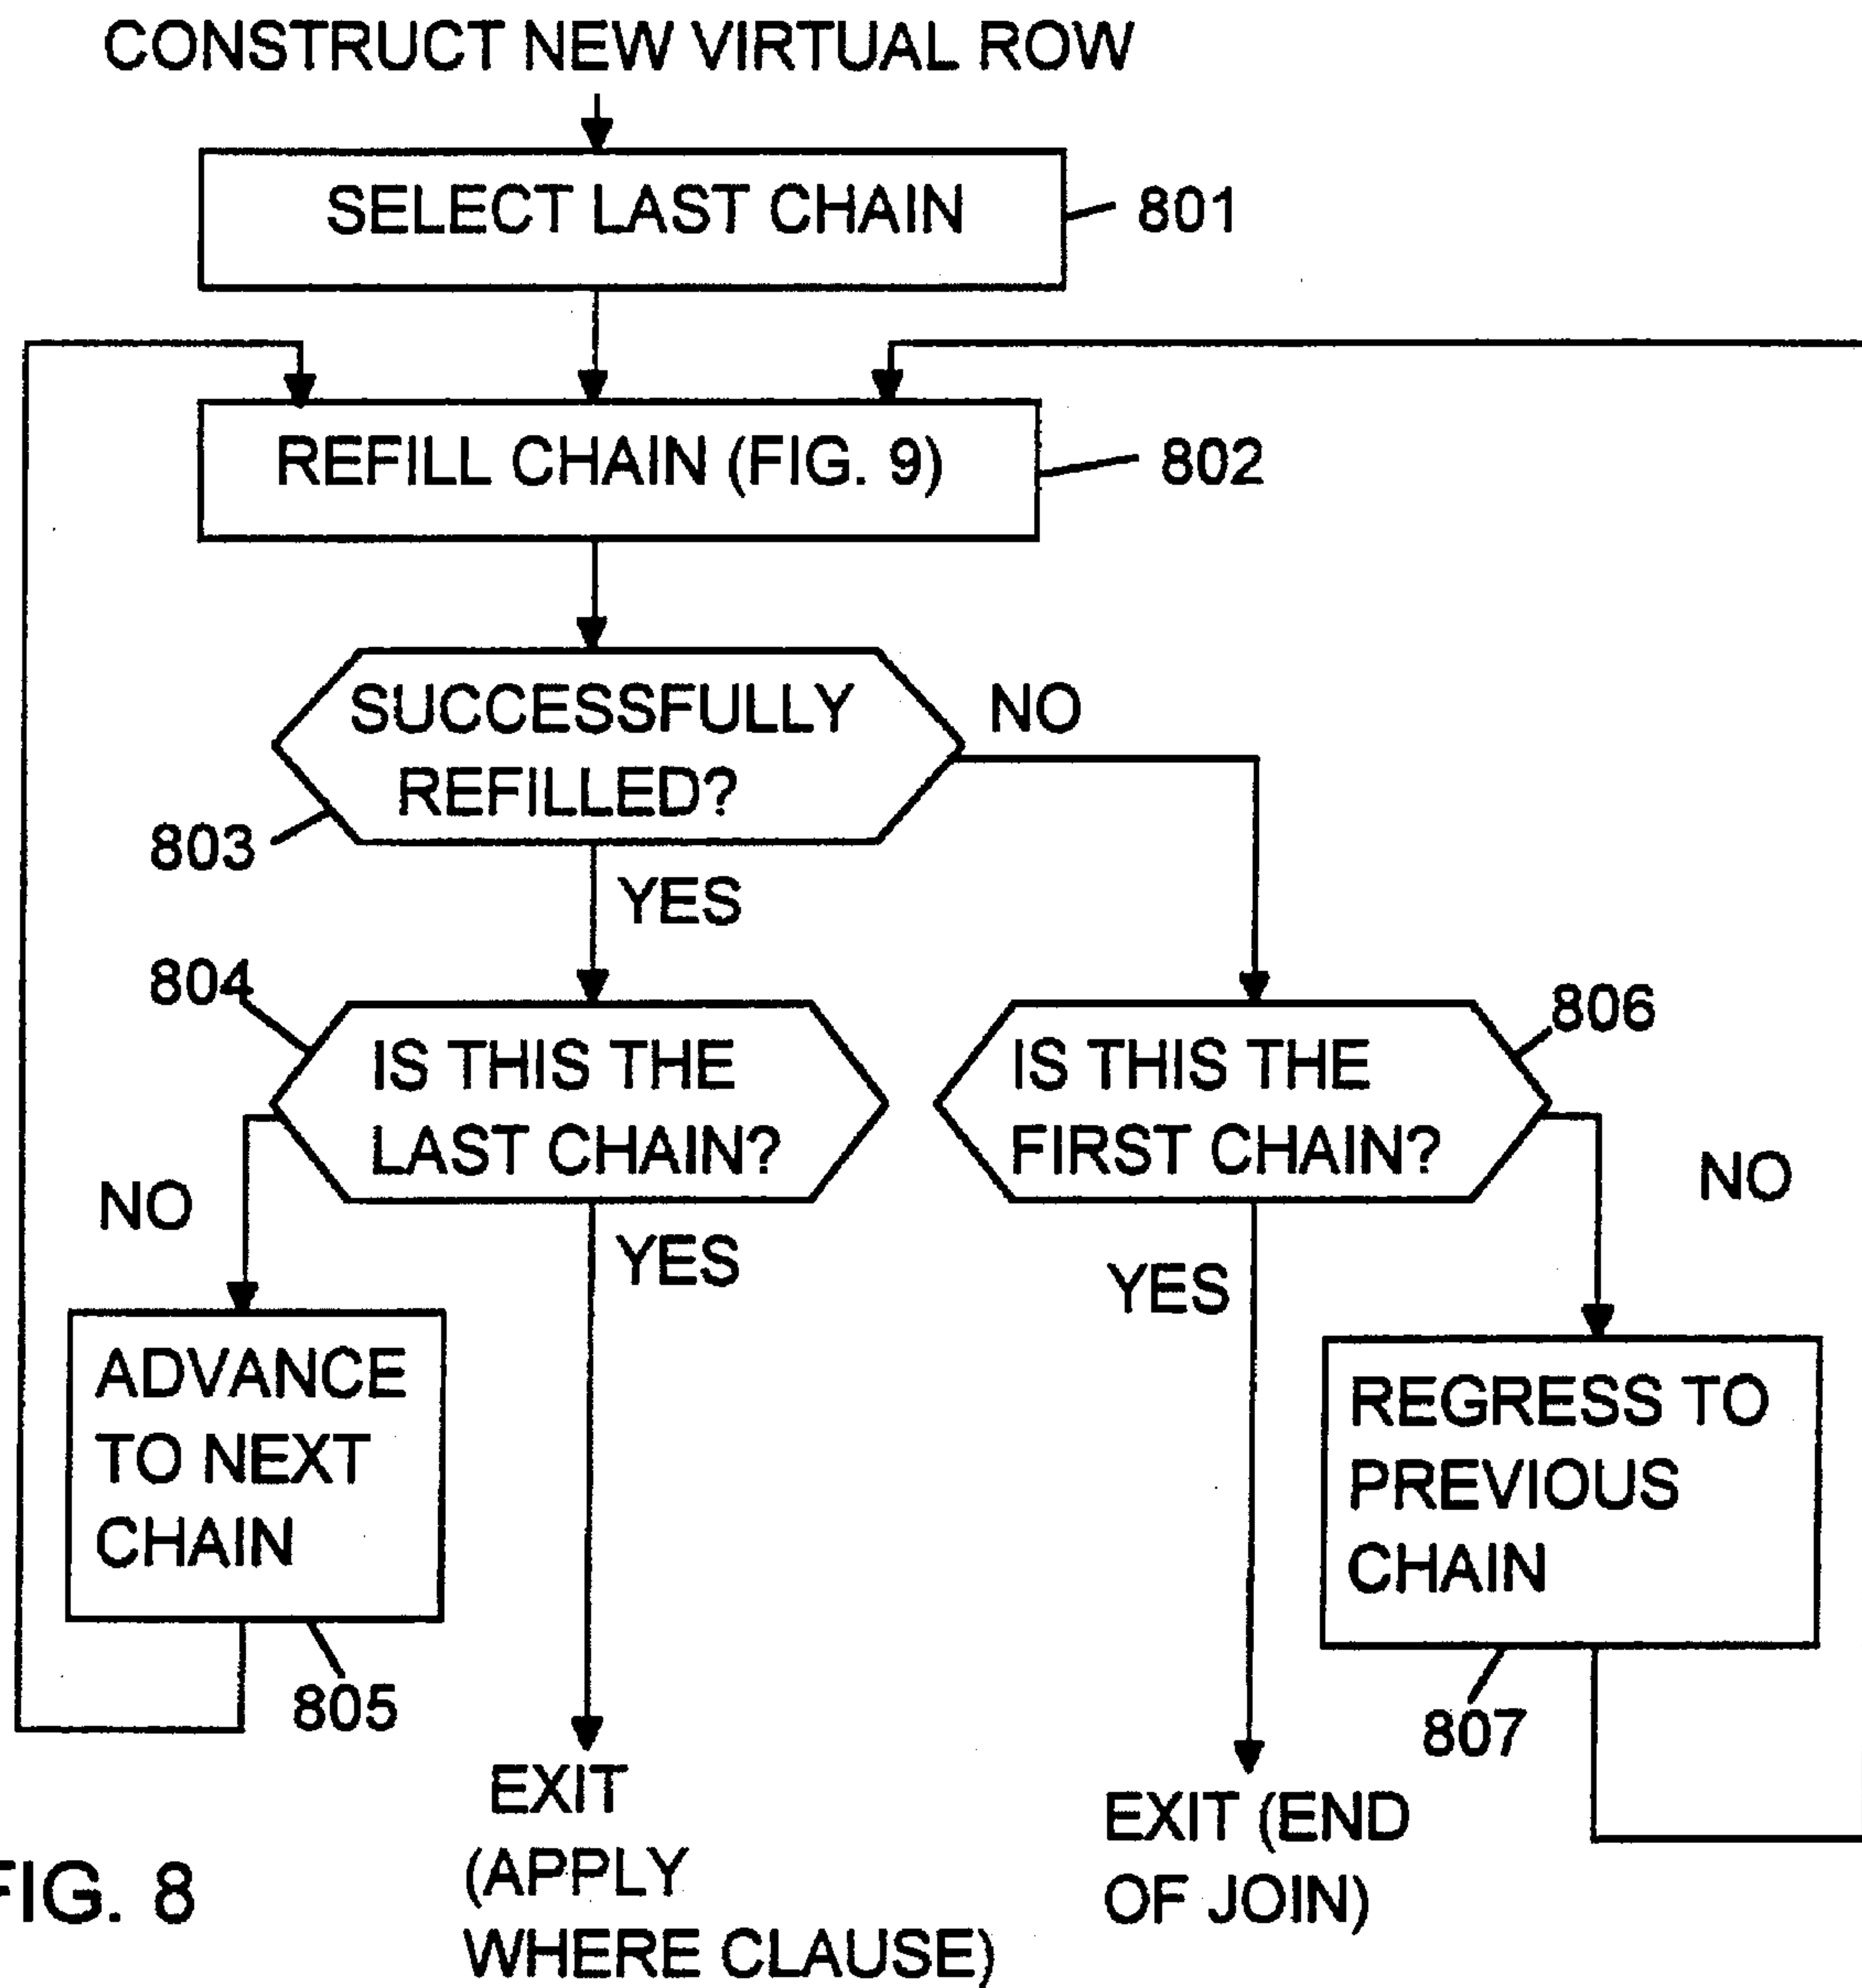 CONSTRUCT NEW VIRTUAL ROW
SELECT LAST CHAIN
801
REFILL CHAIN (FIG. 9)
802
SUCCESSFULLY
REFILLED?
NO
803
YES
804
IS THIS THE
LAST CHAIN?
806
IS THIS THE
FIRST CHAIN?
NO
YES
YES
NO
ADVANCE
TO NEXT
CHAIN
805
REGRESS TO
PREVIOUS
CHAIN
807
EXIT
(APPLY
WHERE CLAUSE)
EXIT (END
OF JOIN)
FIG. 8